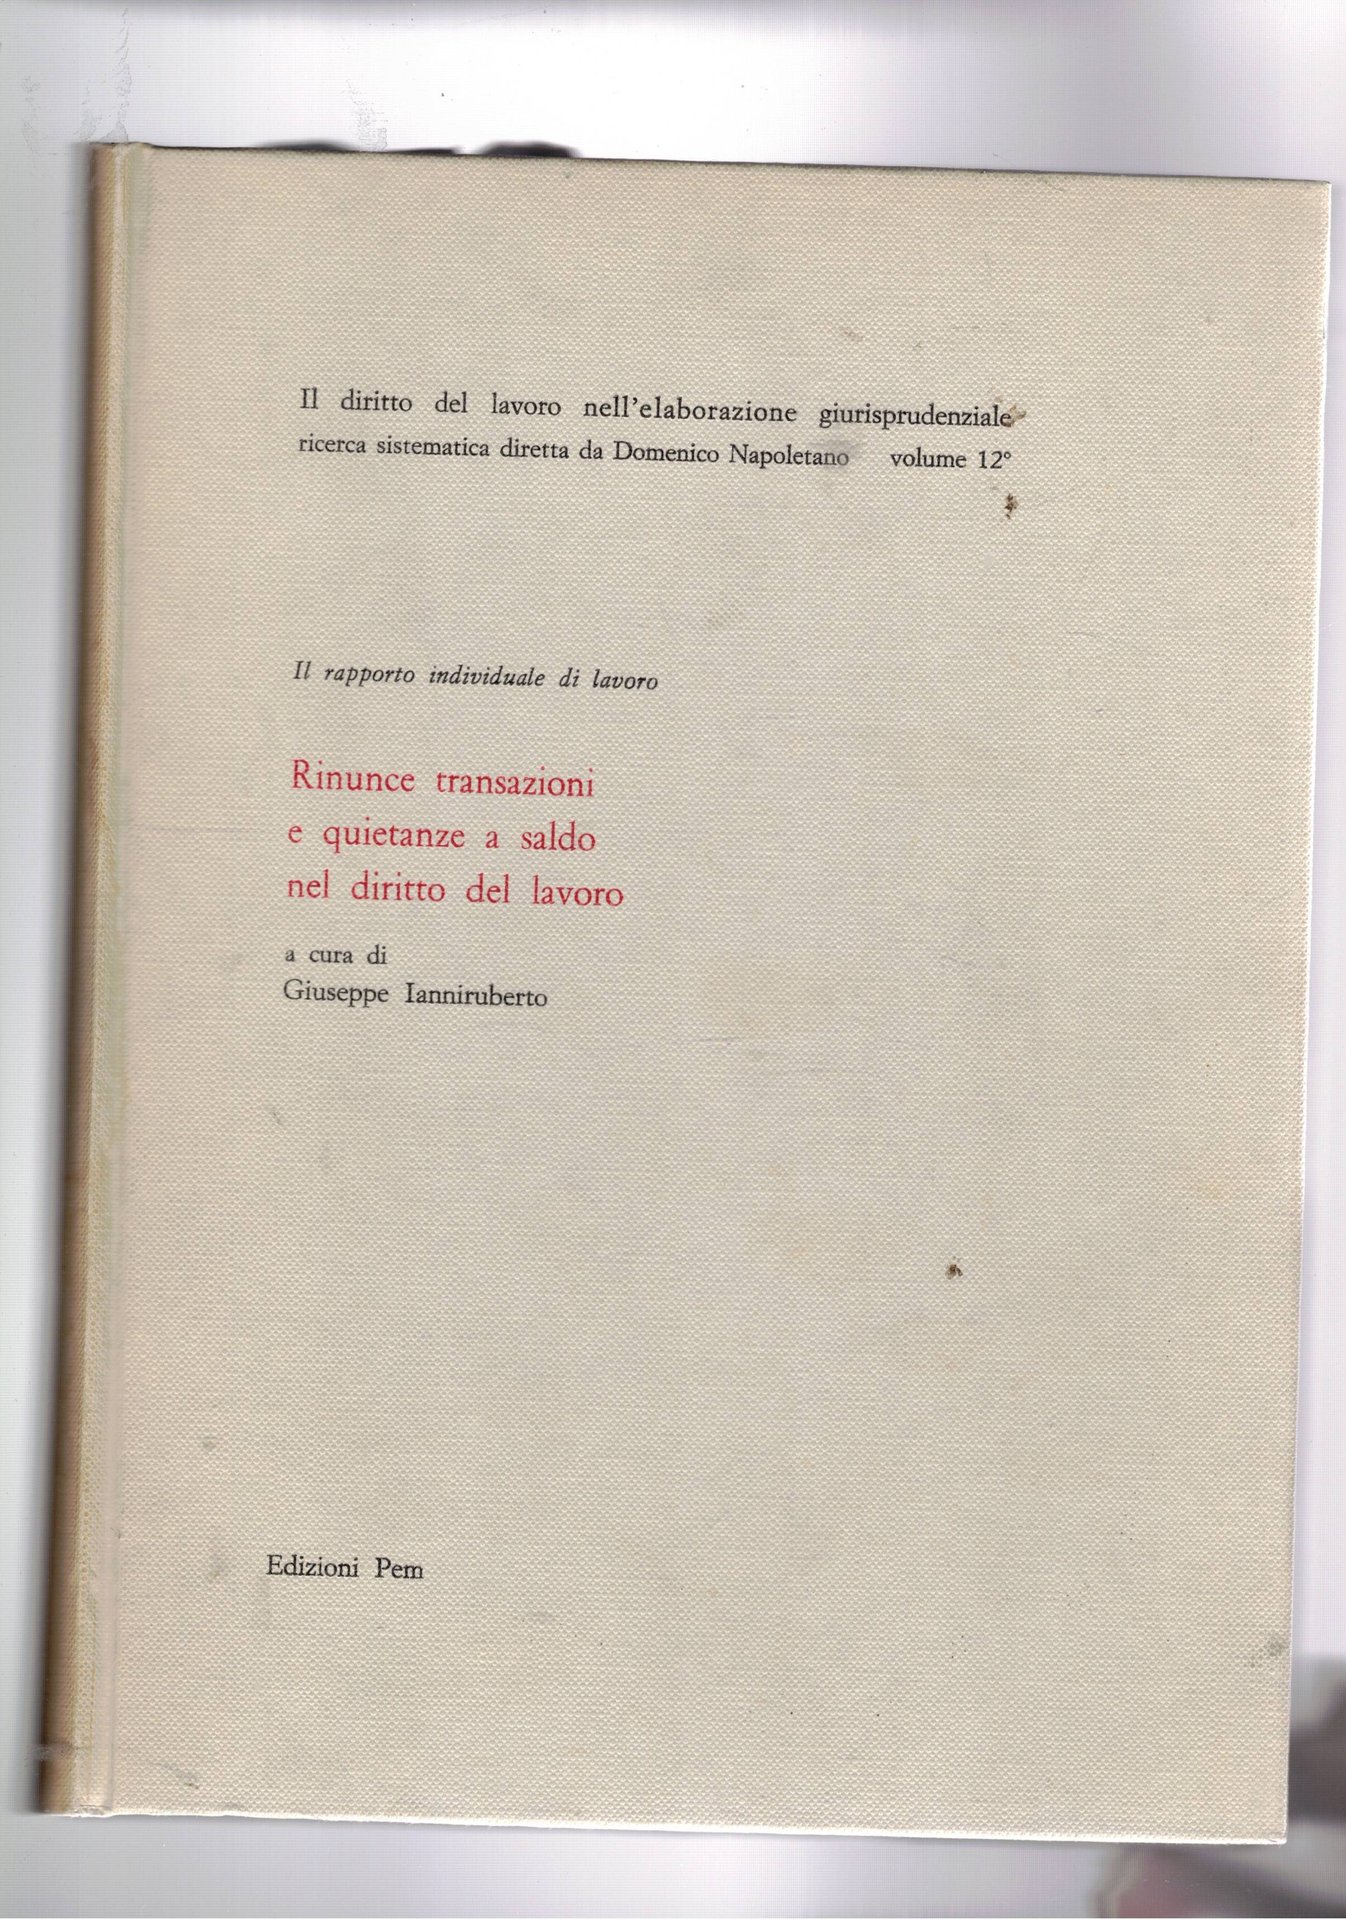 Il diritto del lavoro nell'elaborazione giurisprudenziale
ricerca sistematica diretta da Domenico Napoletano volume 12°
Il rapporto individuale di lavoro
Rinunce transazioni
e quietanze a saldo
nel diritto del lavoro
a cura di
Giuseppe Ianniruberto
Edizioni Pem